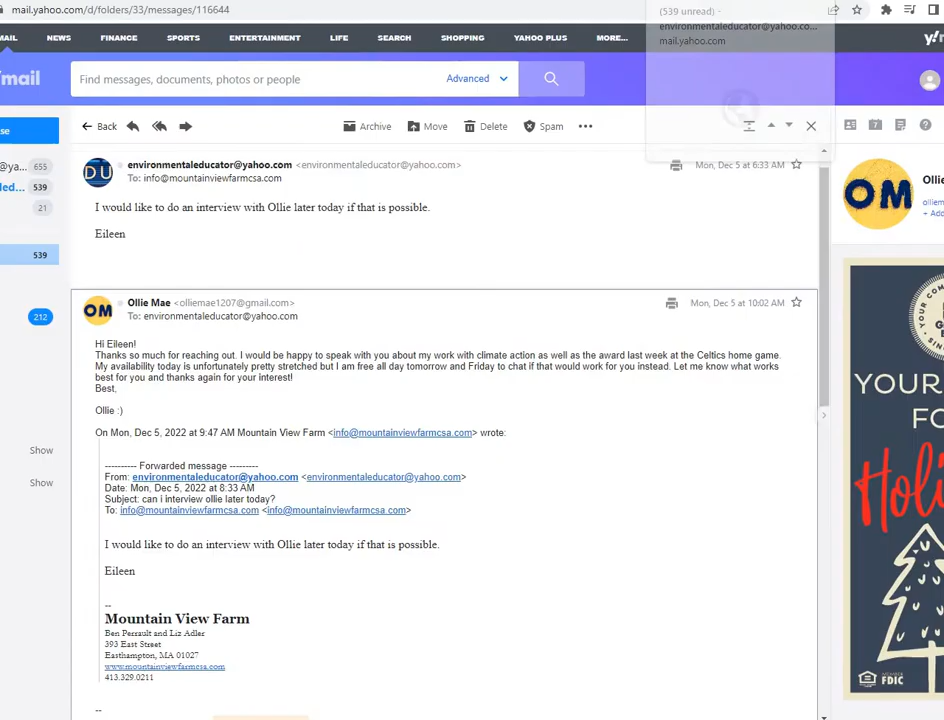 mail.yahoo.com/d/folders/33/messages/116644
(539 unread) -
environmentaleducator@yahoo.co...
mail.yahoo.com
MAIL NEWS FINANCE SPORTS ENTERTAINMENT LIFE SEARCH SHOPPING YAHOO PLUS MORE... y!
mail Find messages, documents, photos or people Advanced
Back Archive Move Delete Spam
environmentaleducator@yahoo.com <environmentaleducator@yahoo.com> Mon, Dec 5 at 6:33 AM
To: info@mountainviewfarmcsa.com
655
539
21
539
212
Show
Show
I would like to do an interview with Ollie later today if that is possible.
Eileen
Ollie Mae <olliemae1207@gmail.com> Mon, Dec 5 at 10:02 AM
To: environmentaleducator@yahoo.com
Hi Eileen!
Thanks so much for reaching out. I would be happy to speak with you about my work with climate action as well as the award last week at the Celtics home game.
My availability today is unfortunately pretty stretched but I am free all day tomorrow and Friday to chat if that would work for you instead. Let me know what works
best for you and thanks again for your interest!
Best,
Ollie :)
On Mon, Dec 5, 2022 at 9:47 AM Mountain View Farm <info@mountainviewfarmcsa.com> wrote:
---------- Forwarded message ---------
From: environmentaleducator@yahoo.com <environmentaleducator@yahoo.com>
Date: Mon, Dec 5, 2022 at 8:33 AM
Subject: can i interview ollie later today?
To: info@mountainviewfarmcsa.com <info@mountainviewfarmcsa.com>
I would like to do an interview with Ollie later today if that is possible.
Eileen
--
Mountain View Farm
Ben Perrault and Liz Adler
393 East Street
Easthampton, MA 01027
www.mountainviewfarmcsa.com
413.329.0211
--
DU
OM
OM
Ollie
olliem
+ Add
YOUR
FO
Holi
FDIC